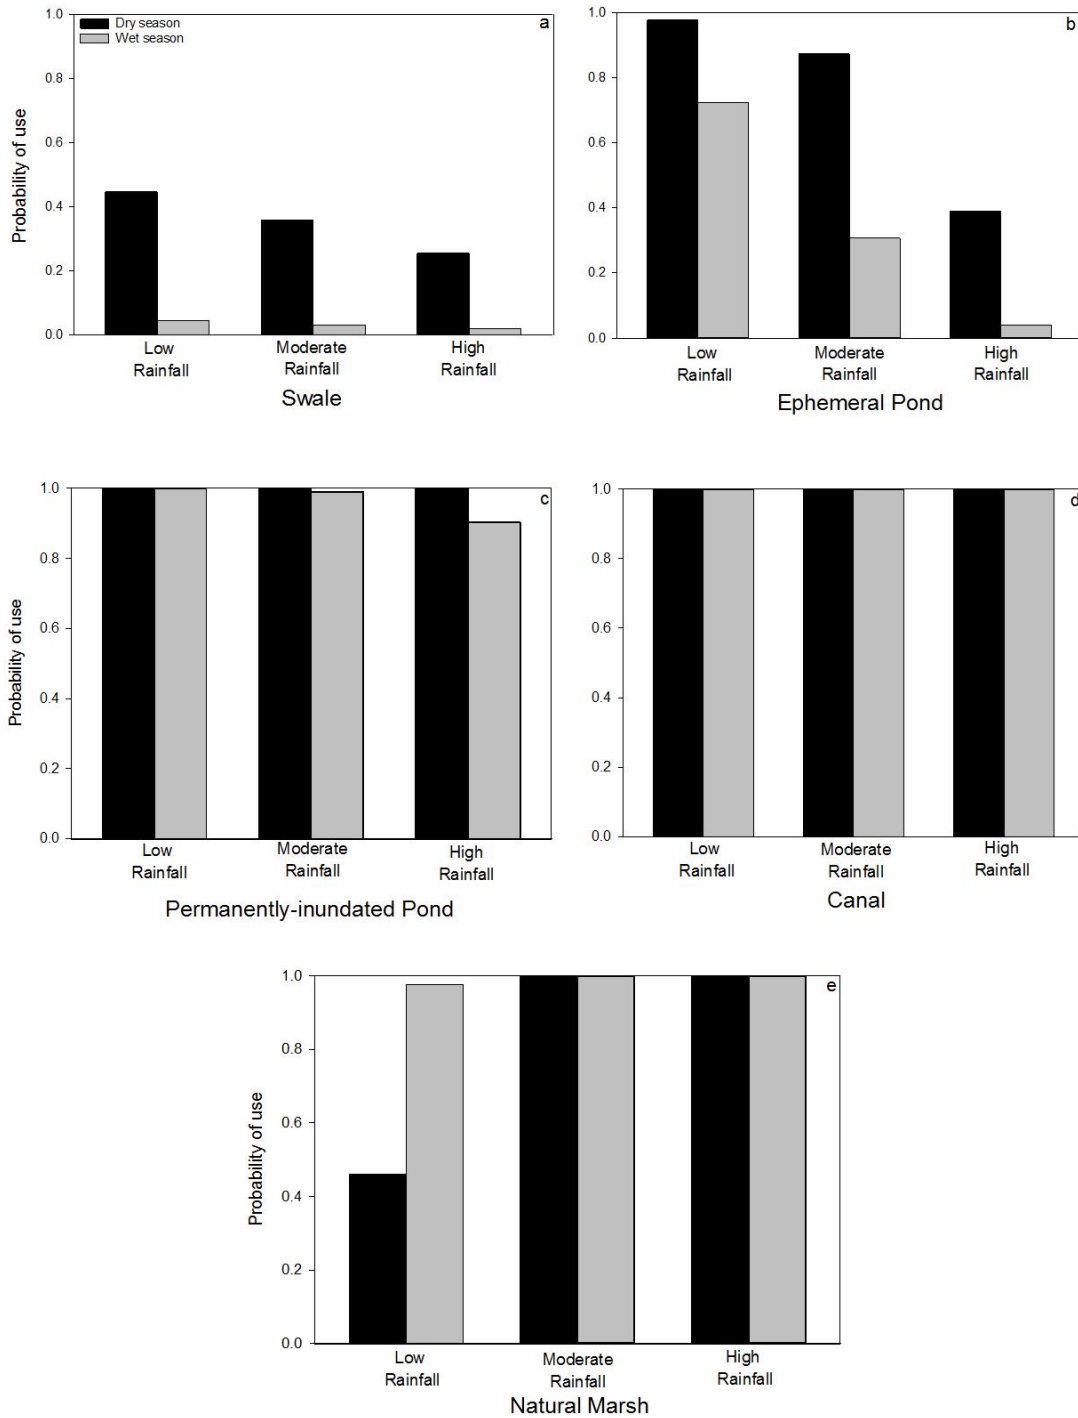 a
Dry season
Wet season
1.0
0.8
0.6
0.4
0.2
0.0
Probability of use
Low
Rainfall
Moderate
Rainfall
High
Rainfall
Swale
b
1.0
0.8
0.6
0.4
0.2
0.0
Low
Rainfall
Moderate
Rainfall
High
Rainfall
Ephemeral Pond
c
1.0
0.8
0.6
0.4
0.2
0.0
Probability of use
Low
Rainfall
Moderate
Rainfall
High
Rainfall
Permanently-inundated Pond
d
1.0
0.8
0.6
0.4
0.2
0.0
Low
Rainfall
Moderate
Rainfall
High
Rainfall
Canal
e
1.0
0.8
0.6
0.4
0.2
0.0
Probability of use
Low
Rainfall
Moderate
Rainfall
High
Rainfall
Natural Marsh